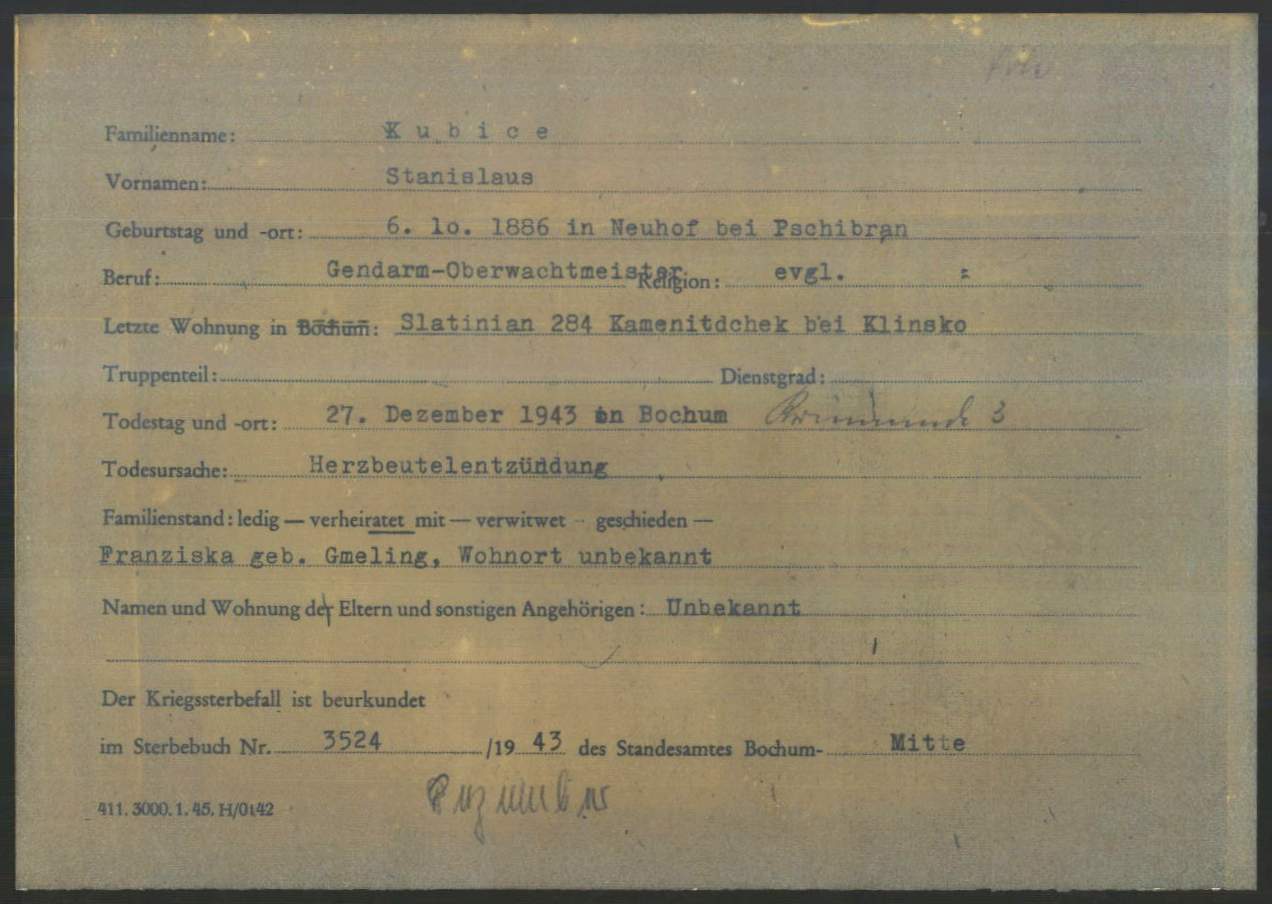 Familienname: Kubice
Vornamen: Stanislaus
Geburtstag und -ort: 6. lo. 1886 in Neuhof bei Pschibran
Beruf: Gendarm-Oberwachtmeister Religion: evgl. =
Letzte Wohnung in Bochum: Slatinian 284 Kamenitdchek bei Klinsko
Truppenteil: Dienstgrad:
Todestag und -ort: 27. Dezember 1943 in Bochum 3
Todesursache: Herzbeutelentzündung
Familienstand: ledig — verheiratet mit — verwitwet - geschieden —
Franziska geb. Gmeling, Wohnort unbekannt
Namen und Wohnung der Eltern und sonstigen Angehörigen: Unbekannt
Der Kriegssterbefall ist beurkundet
im Sterbebuch Nr. 3524 /19 43 des Standesamtes Bochum- Mitte
411. 3000. 1. 45. H/0142